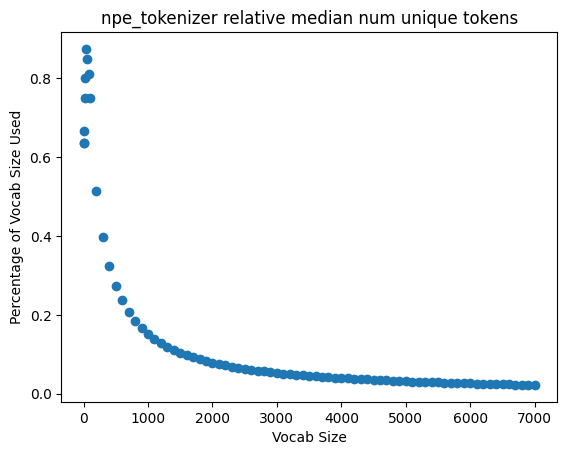 npe_tokenizer relative median num unique tokens
Percentage of Vocab Size Used
0.8
0.6
0.4
0.2
0.0
0 1000 2000 3000 4000 5000 6000 7000
Vocab Size